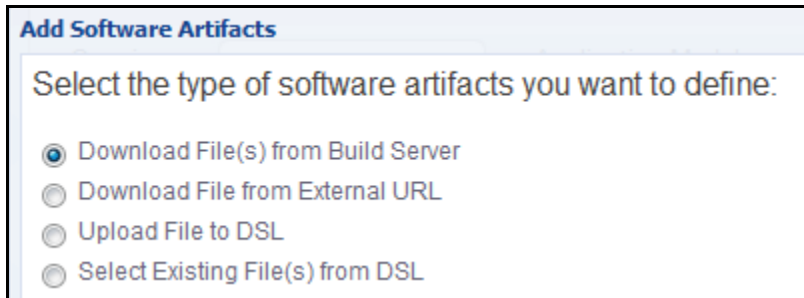 Add Software Artifacts
Select the type of software artifacts you want to define:
Download File(s) from Build Server
Download File from External URL
Upload File to DSL
Select Existing File(s) from DSL